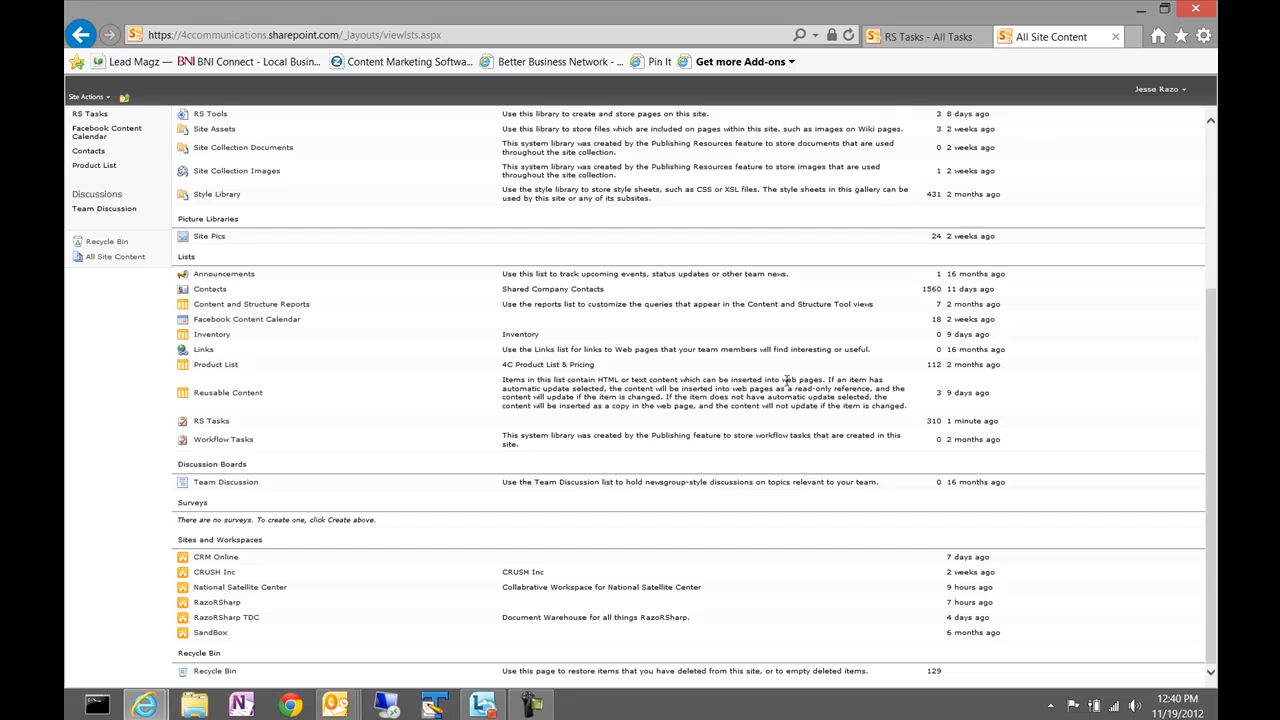 https://4ccommunications.sharepoint.com/_layouts/viewlsts.aspx
RS Tasks - All Tasks
All Site Content
Lead Magz —
BNI BNI Connect - Local Busin...
Content Marketing Softwa...
Better Business Network - ...
Pin It
Get more Add-ons
Site Actions
Jesse Razo
RS Tasks
Facebook Content
Calendar
Contacts
Product List
Discussions
Team Discussion
Recycle Bin
All Site Content
RS Tools Use this library to create and store pages on this site. 3 8 days ago
Site Assets Use this library to store files which are included on pages within this site, such as images on Wiki pages. 3 2 weeks ago
Site Collection Documents This system library was created by the Publishing Resources feature to store documents that are used 0 2 weeks ago
throughout the site collection.
Site Collection Images This system library was created by the Publishing Resources feature to store images that are used 1 2 weeks ago
throughout the site collection.
Style Library Use the style library to store style sheets, such as CSS or XSL files. The style sheets in this gallery can be 431 2 months ago
used by this site or any of its subsites.
Picture Libraries
Site Pics 24 2 weeks ago
Lists
Announcements Use this list to track upcoming events, status updates or other team news. 1 16 months ago
Contacts Shared Company Contacts 1560 11 days ago
Content and Structure Reports Use the reports list to customize the queries that appear in the Content and Structure Tool views 7 2 months ago
Facebook Content Calendar 18 2 weeks ago
Inventory Inventory 0 9 days ago
Links Use the Links list for links to Web pages that your team members will find interesting or useful. 0 16 months ago
Product List 4C Product List & Pricing 112 2 months ago
Items in this list contain HTML or text content which can be inserted into web pages. If an item has
automatic update selected, the content will be inserted into web pages as a read-only reference, and the
Reusable Content content will update if the item is changed. If the item does not have automatic update selected, the 3 9 days ago
content will be inserted as a copy in the web page, and the content will not update if the item is changed.
RS Tasks 310 1 minute ago
Workflow Tasks This system library was created by the Publishing feature to store workflow tasks that are created in this 0 2 months ago
site.
Discussion Boards
Team Discussion Use the Team Discussion list to hold newsgroup-style discussions on topics relevant to your team. 0 16 months ago
Surveys
There are no surveys. To create one, click Create above.
Sites and Workspaces
CRM Online 7 days ago
CRUSH Inc CRUSH Inc 2 weeks ago
National Satellite Center Collabrative Workspace for National Satellite Center 9 hours ago
RazoRSharp 7 hours ago
RazoRSharp TDC Document Warehouse for all things RazoRSharp. 4 days ago
SandBox 6 months ago
Recycle Bin
Recycle Bin Use this page to restore items that you have deleted from this site, or to empty deleted items. 129
12:40 PM
11/19/2012